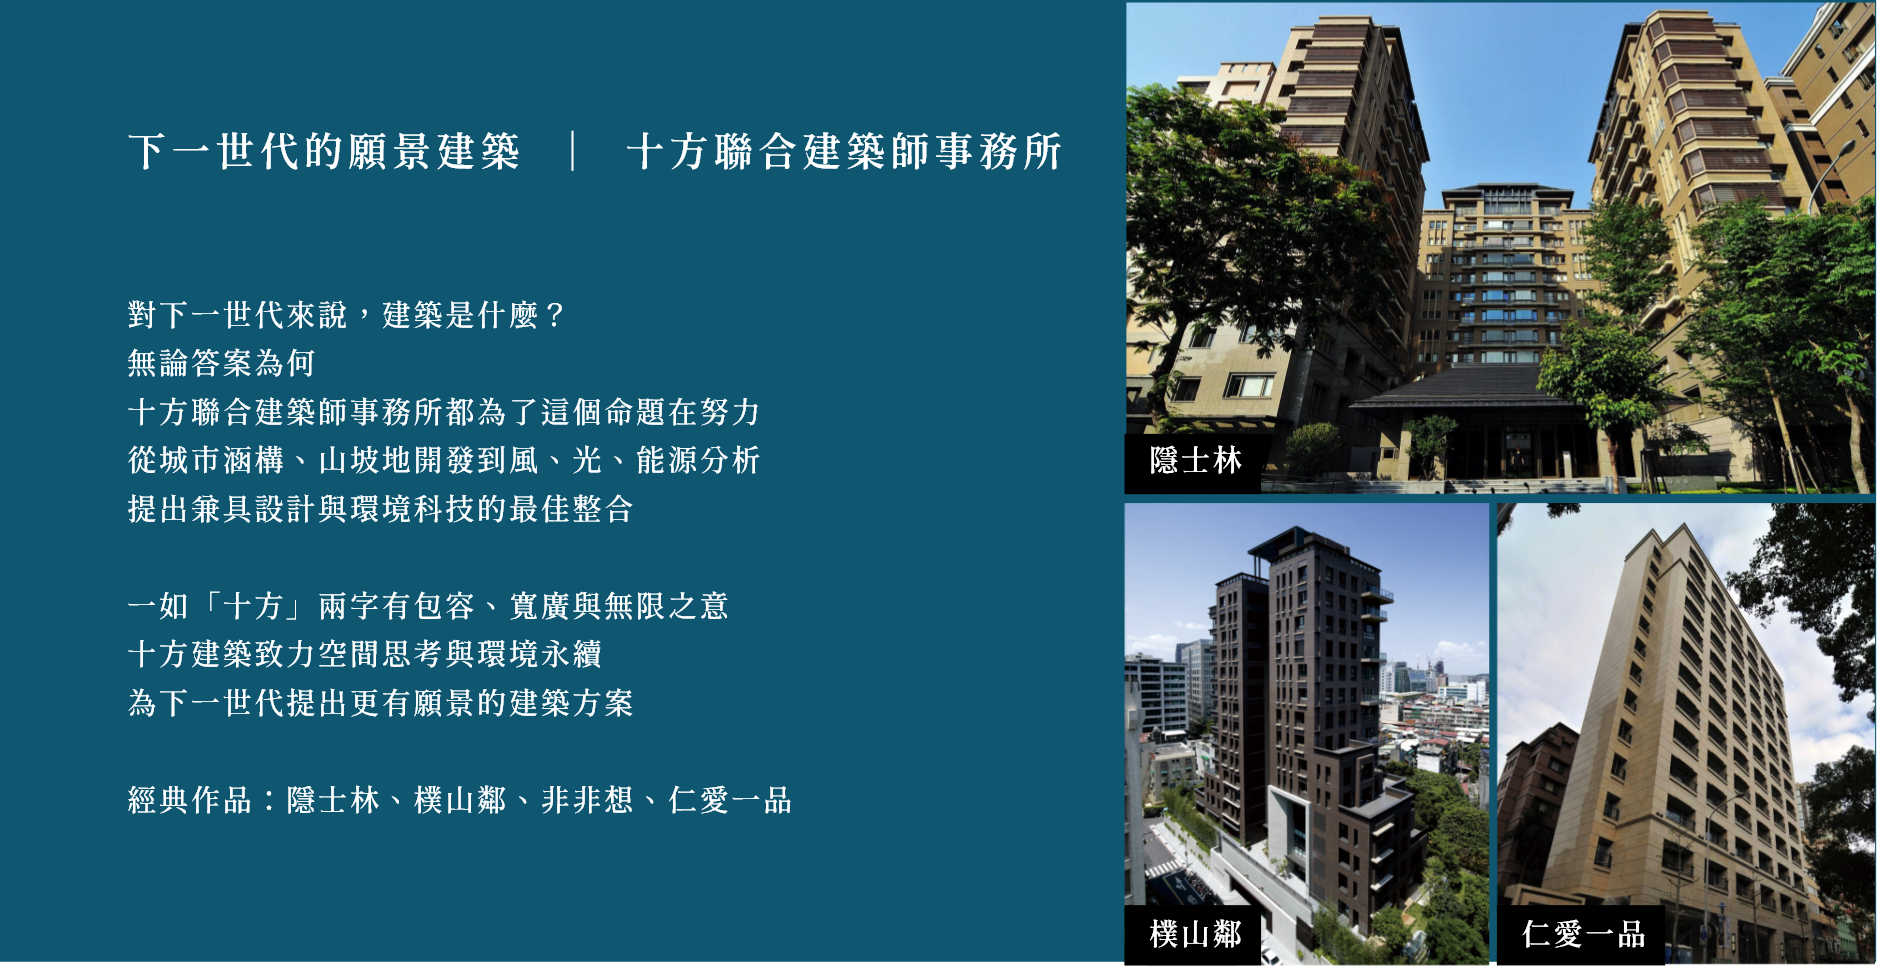 下一世代的願景建築 ｜ 十方聯合建築師事務所
對下一世代來說，建築是什麼？
無論答案為何
十方聯合建築師事務所都為了這個命題在努力
從城市涵構、山坡地開發到風、光、能源分析
提出兼具設計與環境科技的最佳整合
一如「十方」兩字有包容、寬廣與無限之意
十方建築致力空間思考與環境永續
為下一世代提出更有願景的建築方案
經典作品：隱士林、樸山鄰、非非想、仁愛一品
隱士林
樸山鄰
仁愛一品